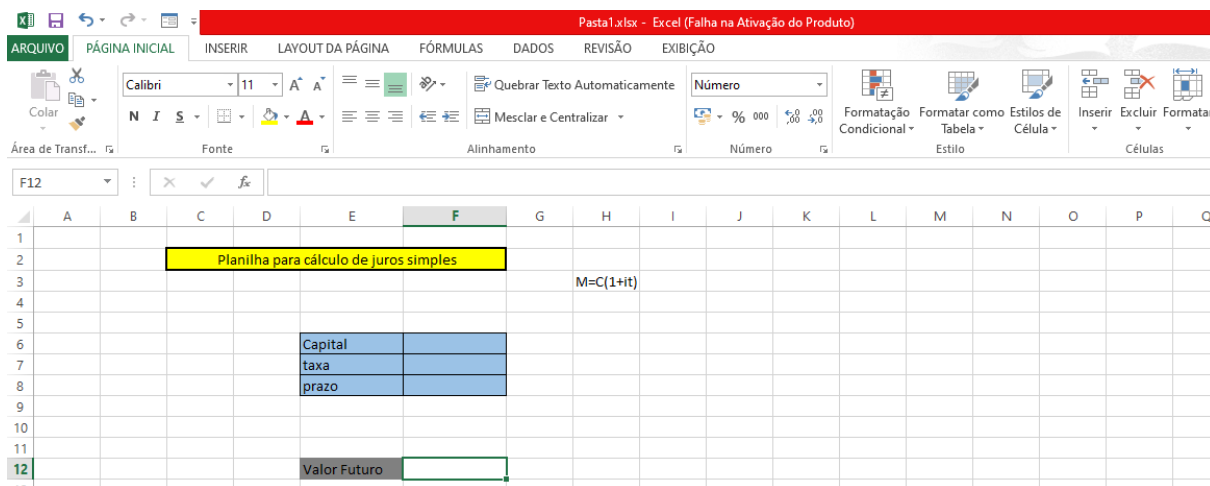 Pasta1.xlsx - Excel (Falha na Ativação do Produto)
ARQUIVO PÁGINA INICIAL INSERIR LAYOUT DA PÁGINA FÓRMULAS DADOS REVISÃO EXIBIÇÃO
Calibri 11 A A Quebrar Texto Automaticamente Número
Colar
N I S A Mesclar e Centralizar % 000 ,00 ,00 Formatação Condicional Formatar como Tabela Estilos de Célula Inserir Excluir Formata
Área de Transf... Fonte Alinhamento Número Estilo Células
F12 fx
A B C D E F G H I J K L M N O P Q
1
2 Planilha para cálculo de juros simples
3 M=C(1+it)
4
5
6 Capital
7 taxa
8 prazo
9
10
11
12 Valor Futuro